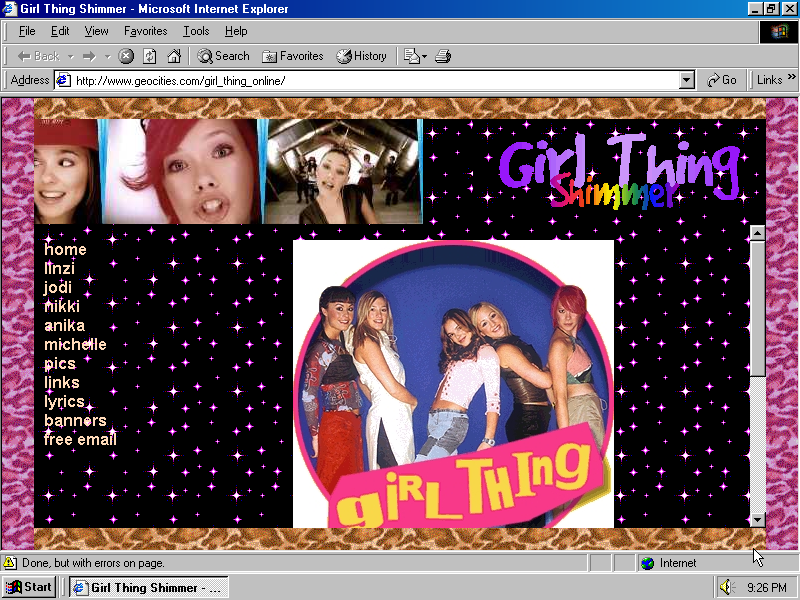 Girl Thing Shimmer - Microsoft Internet Explorer
File Edit View Favorites Tools Help
Back Search Favorites History
Address http://www.geocities.com/girl_thing_online/ Go Links »
Girl Thing
Shimmer
home
linzi
jodi
nikki
anika
michelle
pics
links
lyrics
banners
free email
giRL THing
Done, but with errors on page. Internet
Start Girl Thing Shimmer - ... 9:26 PM